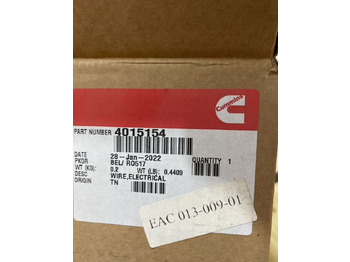 Cummins
PART NUMBER 4015154
DATE 28-Jan-2022
PKGR BEL/ RO517 QUANTITY 1
WT (KG): 0.2 WT (LB): 0.4409
DESC WIRE,ELECTRICAL
ORIGIN TN
EAC 013-009-01